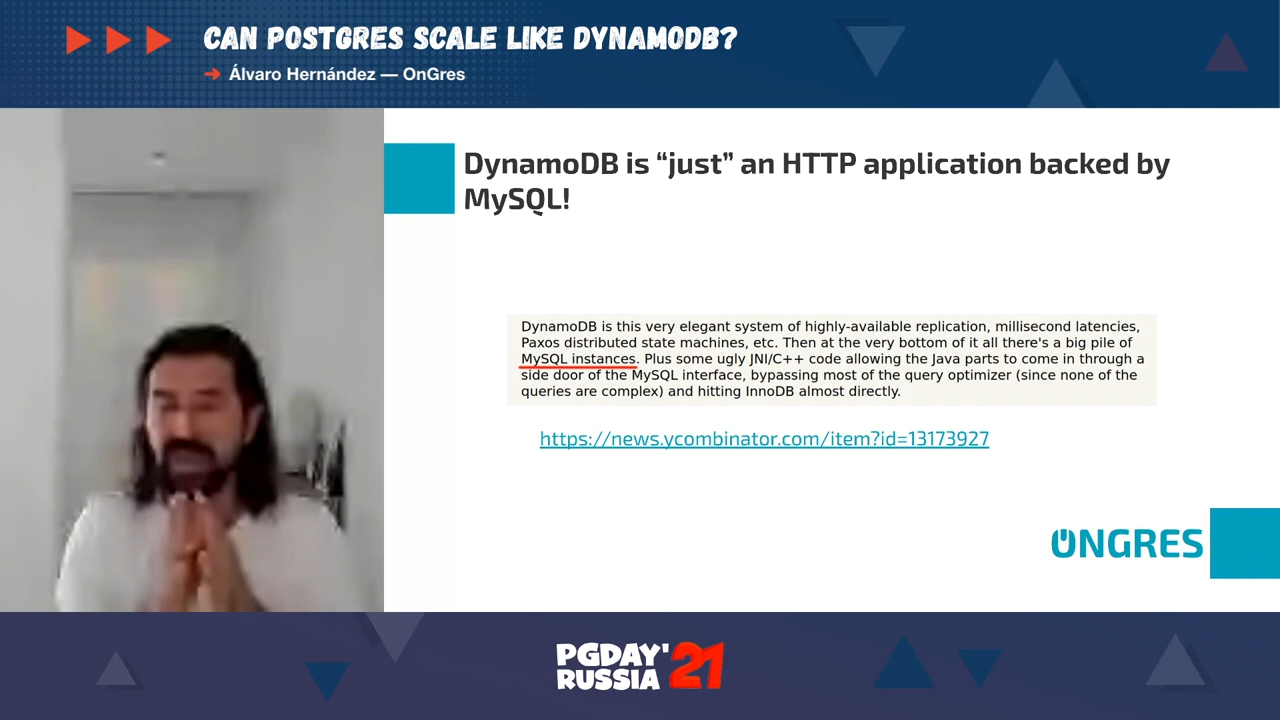 CAN POSTGRES SCALE LIKE DYNAMODB?
Álvaro Hernández — OnGres
DynamoDB is “just” an HTTP application backed by
MySQL!
DynamoDB is this very elegant system of highly-available replication, millisecond latencies,
Paxos distributed state machines, etc. Then at the very bottom of it all there's a big pile of
MySQL instances. Plus some ugly JNI/C++ code allowing the Java parts to come in through a
side door of the MySQL interface, bypassing most of the query optimizer (since none of the
queries are complex) and hitting InnoDB almost directly.
https://news.ycombinator.com/item?id=13173927
ONGRES
PGDAY'21
RUSSIA